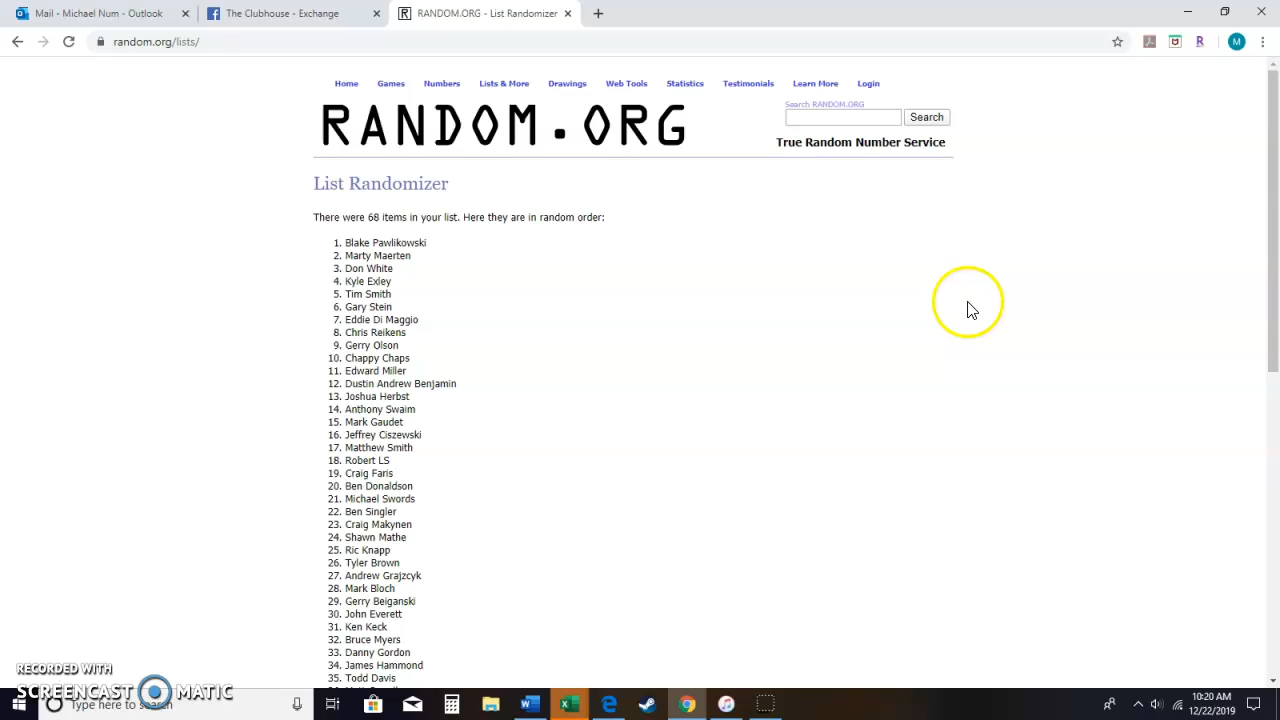 Mail - Michael Num - Outlook
The Clubhouse - Exchange
RANDOM.ORG - List Randomizer
random.org/lists/
M
Home Games Numbers Lists & More Drawings Web Tools Statistics Testimonials Learn More Login
Search RANDOM.ORG
RANDOM.ORG
Search
True Random Number Service
List Randomizer
There were 68 items in your list. Here they are in random order:
1. Blake Pawlikowski
2. Marty Maerten
3. Don White
4. Kyle Exley
5. Tim Smith
6. Gary Stein
7. Eddie Di Maggio
8. Chris Reikens
9. Gerry Olson
10. Chappy Chaps
11. Edward Miller
12. Dustin Andrew Benjamin
13. Joshua Herbst
14. Anthony Swaim
15. Mark Gaudet
16. Jeffrey Ciszewski
17. Matthew Smith
18. Robert LS
19. Craig Faris
20. Ben Donaldson
21. Michael Swords
22. Ben Singler
23. Craig Makynen
24. Shawn Mathe
25. Ric Knapp
26. Tyler Brown
27. Andrew Grajzcyk
28. Mark Bloch
29. Gerry Beiganski
30. John Everett
31. Ken Keck
32. Bruce Myers
33. Danny Gordon
34. James Hammond
35. Todd Davis
RECORDED WITH
SCREENCAST MATIC
Type here to search
10:20 AM
12/22/2019